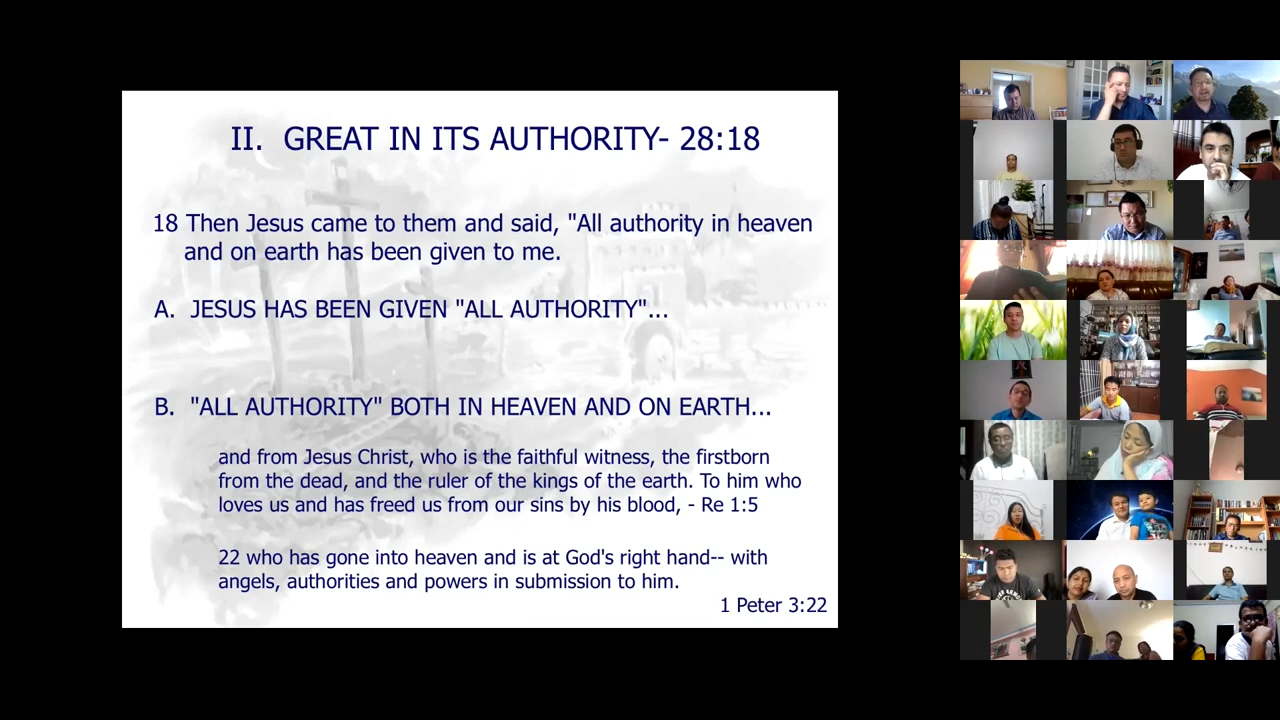 II. GREAT IN ITS AUTHORITY- 28:18
18 Then Jesus came to them and said, "All authority in heaven
and on earth has been given to me.
A. JESUS HAS BEEN GIVEN "ALL AUTHORITY"...
B. "ALL AUTHORITY" BOTH IN HEAVEN AND ON EARTH...
and from Jesus Christ, who is the faithful witness, the firstborn
from the dead, and the ruler of the kings of the earth. To him who
loves us and has freed us from our sins by his blood, - Re 1:5
22 who has gone into heaven and is at God's right hand-- with
angels, authorities and powers in submission to him.
1 Peter 3:22